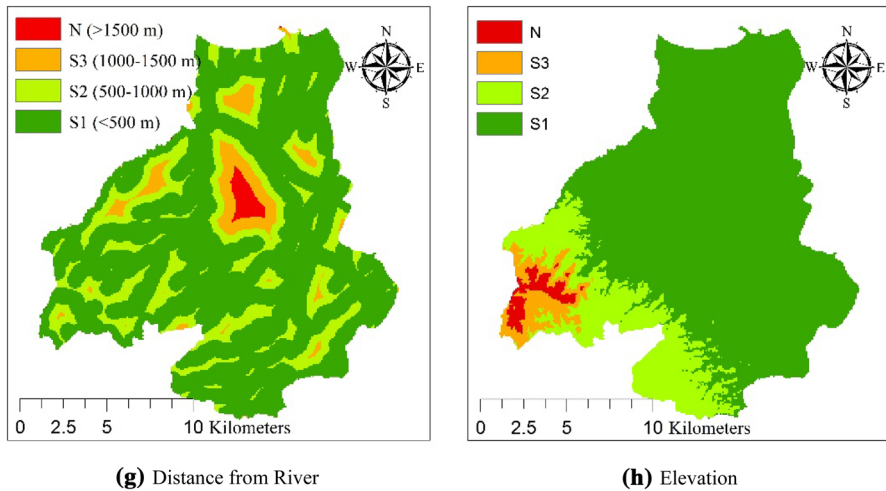 N (>1500 m)
S3 (1000-1500 m)
S2 (500-1000 m)
S1 (<500 m)
N
W E
S
0 2.5 5 10 Kilometers
(g) Distance from River
N
S3
S2
S1
N
W E
S
0 2.5 5 10 Kilometers
(h) Elevation